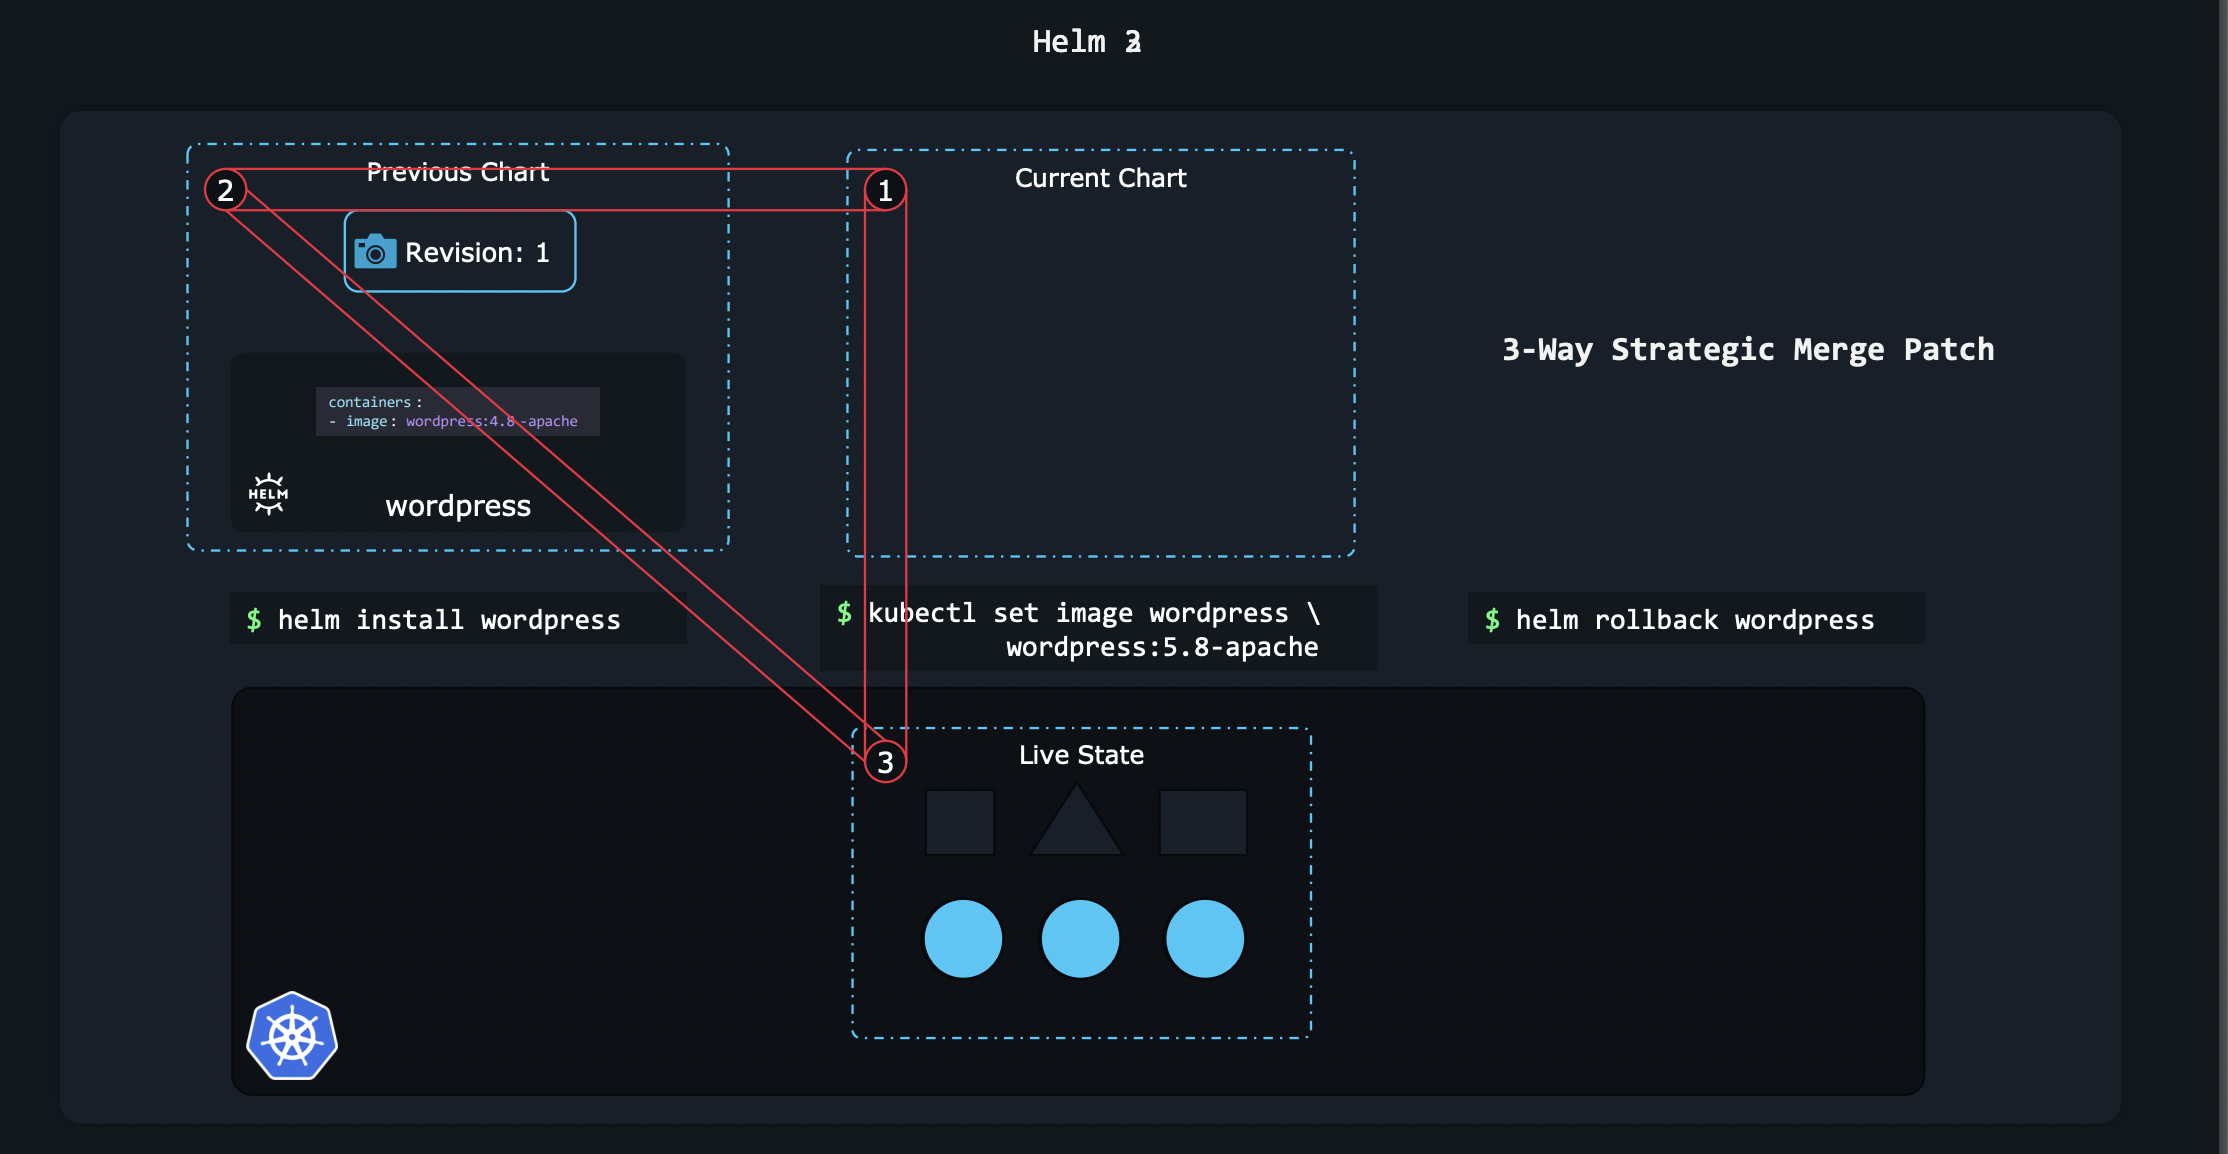 Helm
Previous Chart
2
1
Current Chart
Revision: 1
3-Way Strategic Merge Patch
containers:
- image: wordpress:4.8-apache
HELM
wordpress
$ helm install wordpress
$ kubectl set image wordpress \
wordpress:5.8-apache
$ helm rollback wordpress
3
Live State